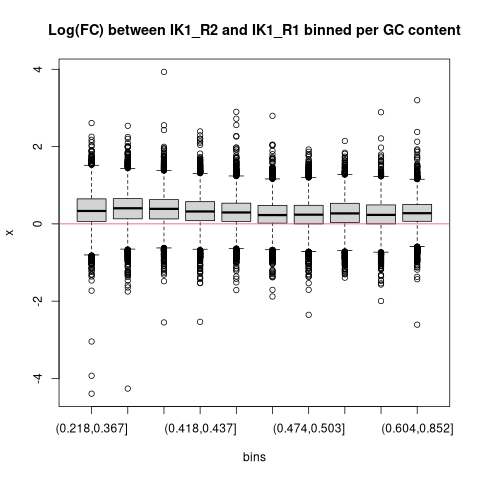 Log(FC) between IK1_R2 and IK1_R1 binned per GC content
4
2
0
-2
-4
x
(0.218,0.367] (0.418,0.437] (0.474,0.503] (0.604,0.852]
bins